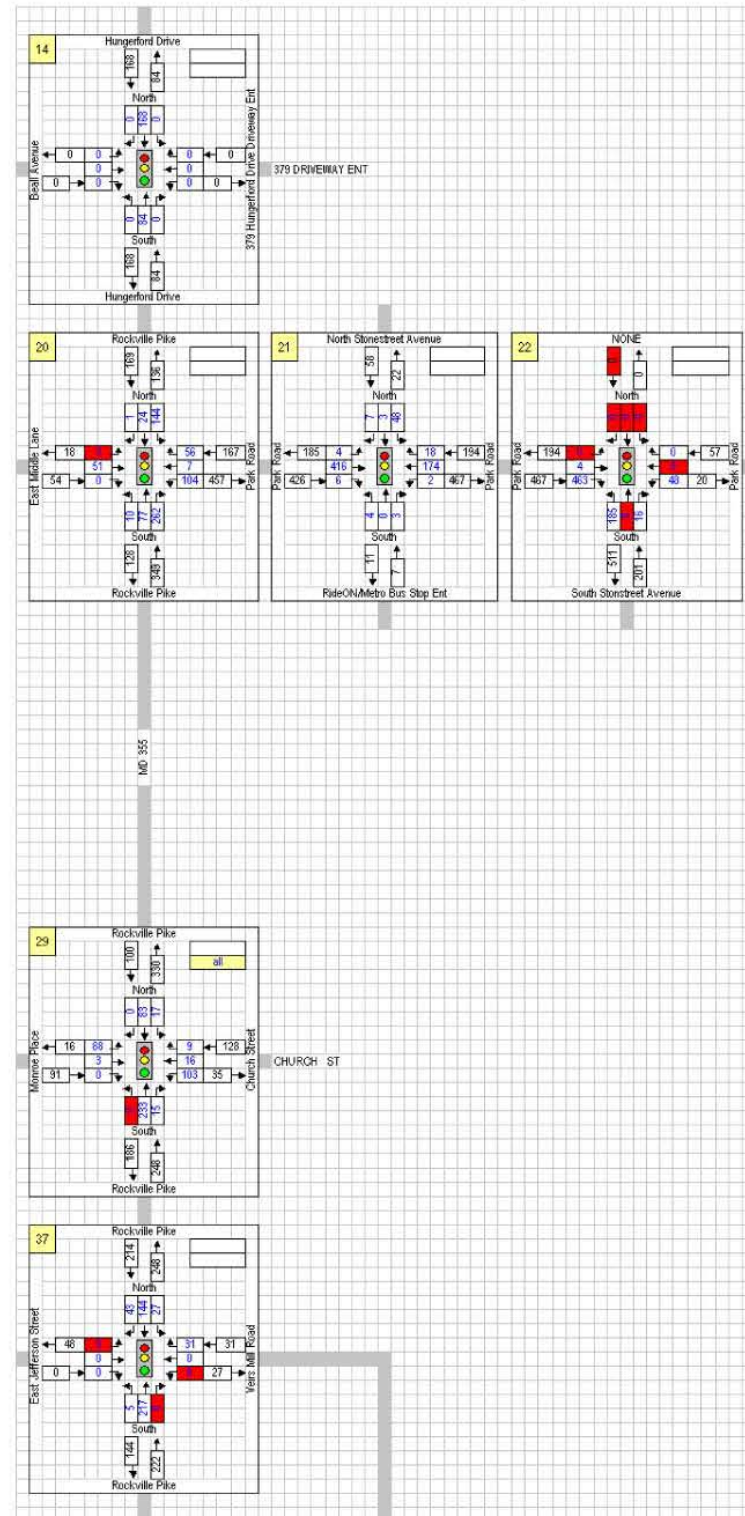 14
Hungerford Drive
168
84
North
0 168 0
0 0
0
0 0
0 0
0
0 0
Beall Avenue
379 Hungerford Drive Driveway Ent
379 DRIVEWAY ENT
0 84 0
South
168
84
Hungerford Drive
20
Rockville Pike
169
136
North
1 24 144
18
51
54 0
56 167
7
104 457
East Middle Lane
Park Road
10 77 262
South
128
349
Rockville Pike
21
North Stonestreet Avenue
58
22
North
7 3 48
185 4
416
426 6
18 194
174
2 467
Park Road
Park Road
4 0 3
South
11
7
RideON/Metro Bus Stop Ent
22
NONE
0
North
194
4
467 463
0 57
48 20
Park Road
Park Road
185
16
South
511
201
South Stonstreet Avenue
MD 355
29
Rockville Pike
100
330
all
North
0 83 17
16 88
3
91 0
9 128
16
103 35
Monroe Place
Church Street
CHURCH ST
233 15
South
186
248
Rockville Pike
37
Rockville Pike
214
248
North
43 144 27
48
0
0 0
31 31
0
27
East Jefferson Street
Veirs Mill Road
5 217
South
144
222
Rockville Pike